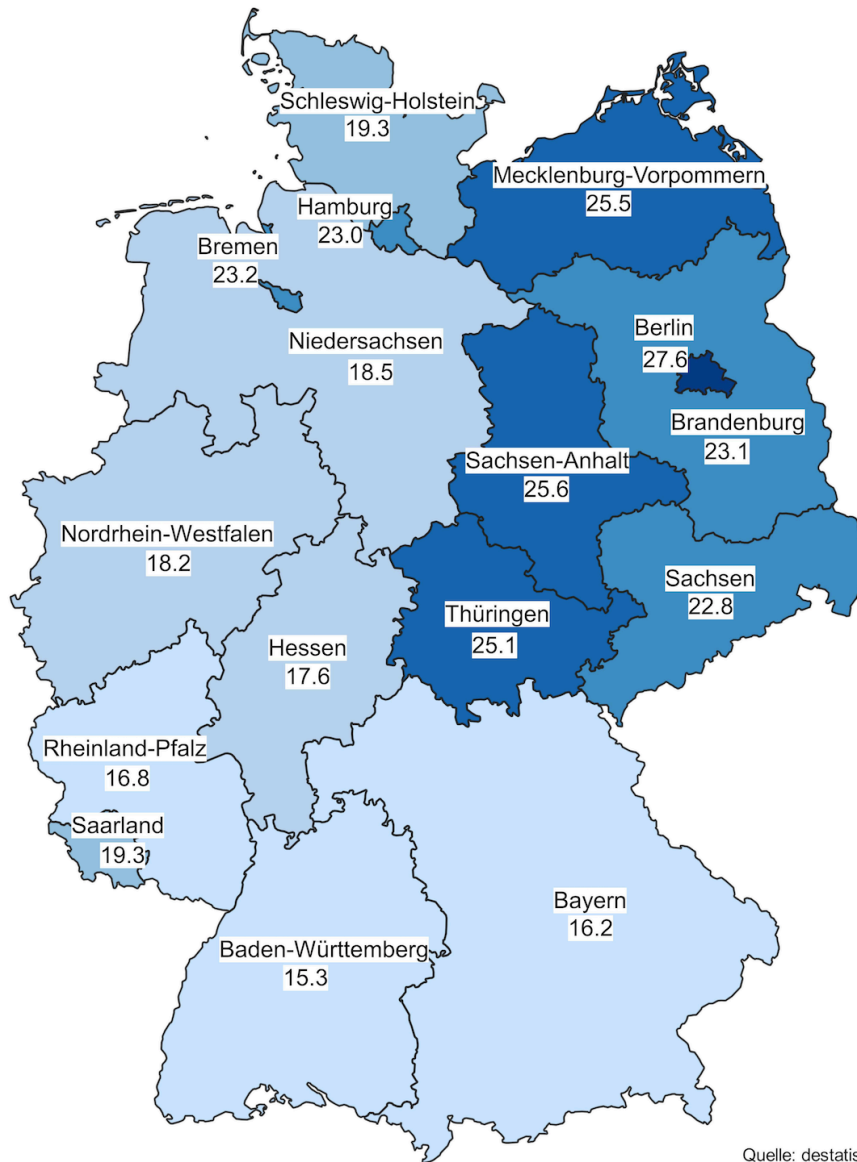 Schleswig-Holstein
19.3
Mecklenburg-Vorpommern
25.5
Hamburg
23.0
Bremen
23.2
Berlin
27.6
Niedersachsen
18.5
Brandenburg
23.1
Sachsen-Anhalt
25.6
Nordrhein-Westfalen
18.2
Sachsen
22.8
Thüringen
25.1
Hessen
17.6
Rheinland-Pfalz
16.8
Saarland
19.3
Bayern
16.2
Baden-Württemberg
15.3
Quelle: destatis